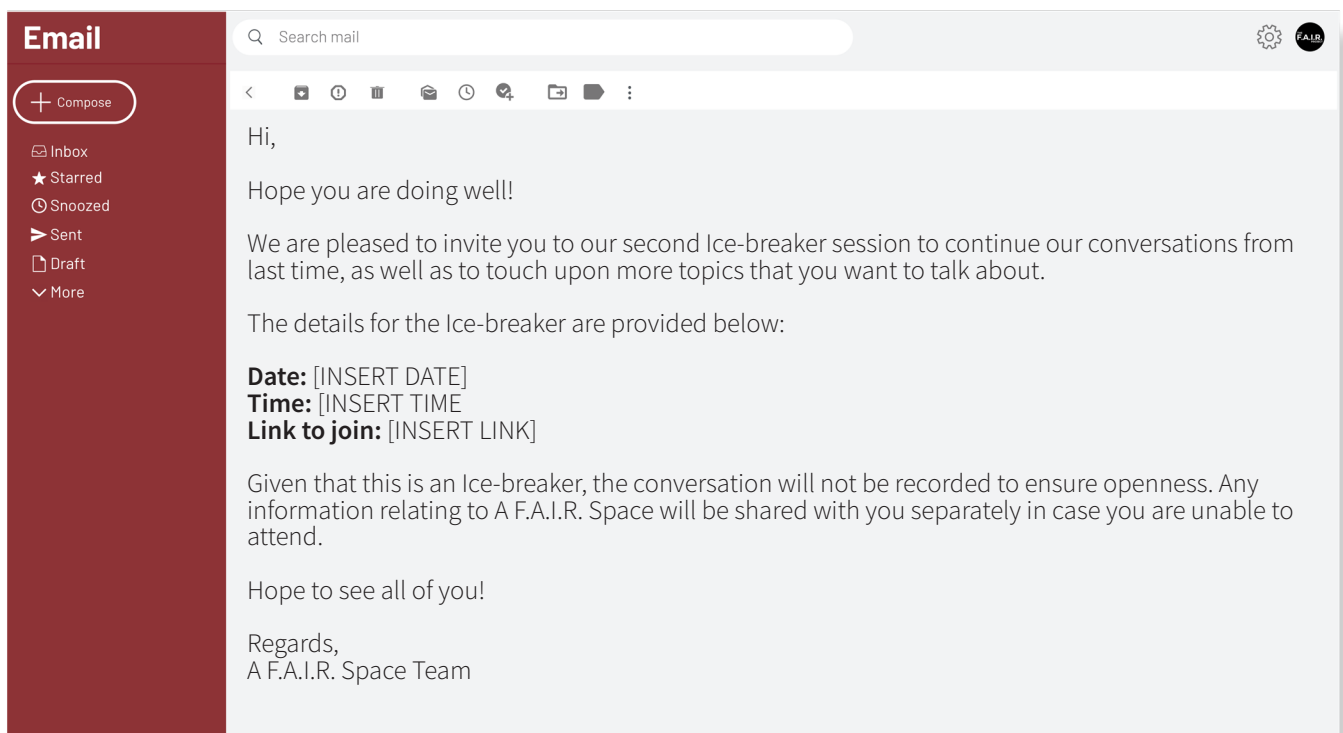 Email
Search mail
F.A.I.R.
Compose
Inbox
Starred
Snoozed
Sent
Draft
More
Hi,
Hope you are doing well!
We are pleased to invite you to our second Ice-breaker session to continue our conversations from
last time, as well as to touch upon more topics that you want to talk about.
The details for the Ice-breaker are provided below:
Date: [INSERT DATE]
Time: [INSERT TIME
Link to join: [INSERT LINK]
Given that this is an Ice-breaker, the conversation will not be recorded to ensure openness. Any
information relating to A F.A.I.R. Space will be shared with you separately in case you are unable to
attend.
Hope to see all of you!
Regards,
A F.A.I.R. Space Team